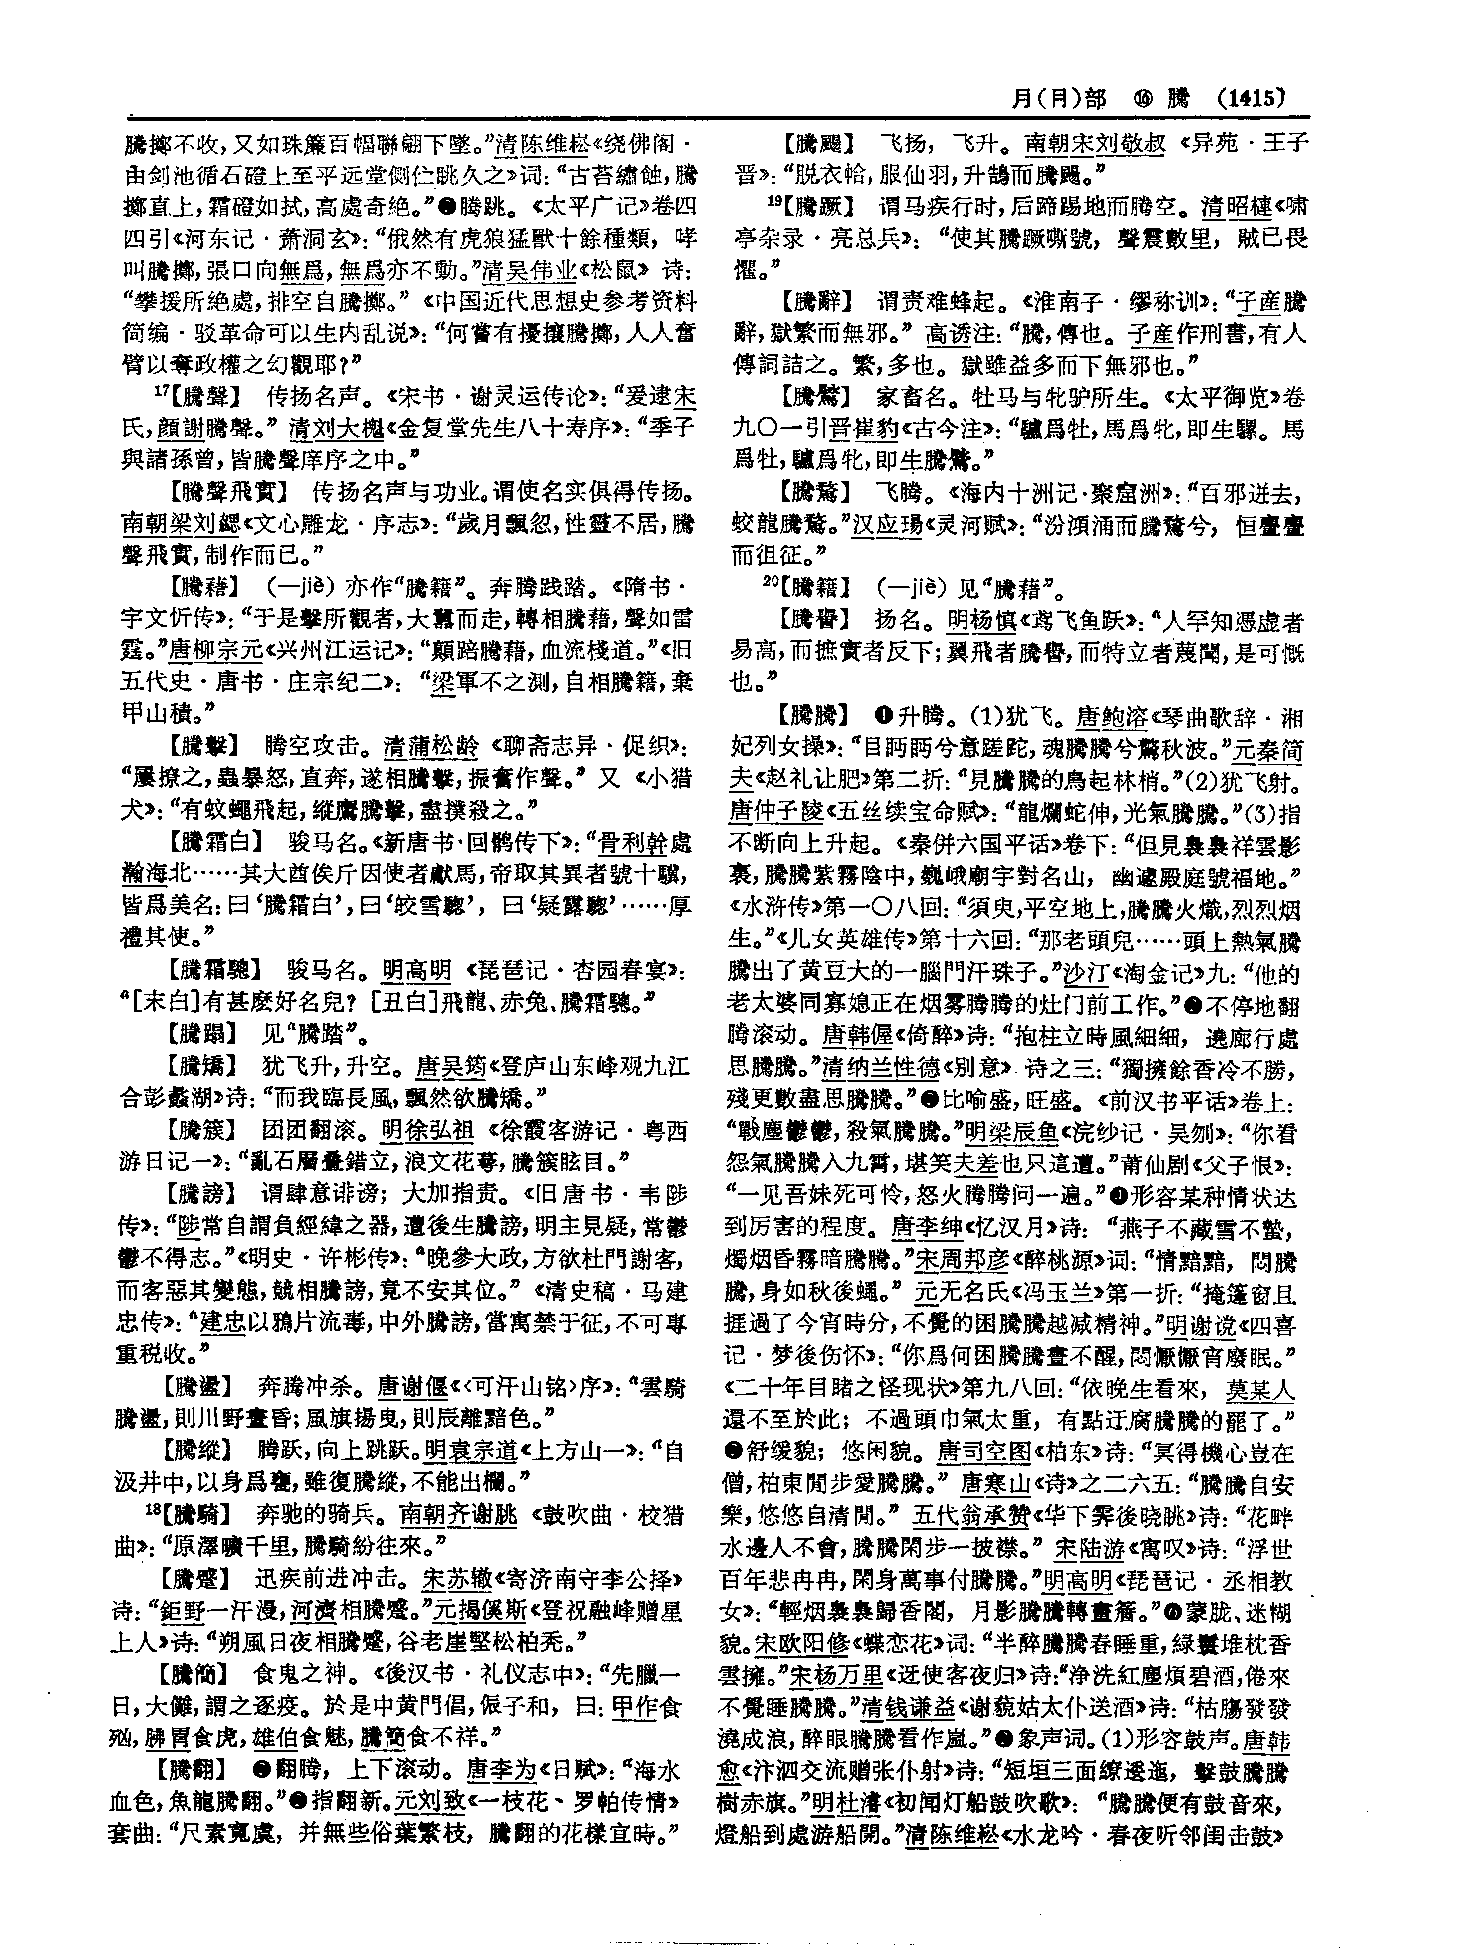 月(⺼)部 ⑯ 騰 (1415)
騰擲不收，又如珠簾百幅聯翩下墜。”清陈维崧《绕佛阁·
由剑池循石磴上至平远堂侧伫眺久之》词：“古苔繡蝕，騰
擲直上，霜磴如拭，高處奇絶。”❷腾跳。《太平广记》卷四
四引《河东记·萧洞玄》：“俄然有虎狼猛獸十餘種類，哮
叫騰擲，張口向無爲，無爲亦不動。”清吴伟业《松鼠》诗：
“攀援所绝處，排空自騰擲。”《中国近代思想史参考资料
简编·驳革命可以生内乱说》：“何嘗有擾攘騰擲，人人奮
臂以奪政權之幻觀耶？”
17【騰聲】 传扬名声。《宋书·谢灵运传论》：“爰逮宋
氏，顔謝騰聲。”清刘大櫆《金复堂先生八十寿序》：“季子
與諸孫曾，皆騰聲庠序之中。”
【騰聲飛實】 传扬名声与功业。谓使名实俱得传扬。
南朝梁刘勰《文心雕龙·序志》：“歲月飄忽，性靈不居，騰
聲飛實，制作而已。”
【騰藉】 (—jiè) 亦作“騰籍”。奔腾践踏。《隋书·
宇文忻传》：“于是擊所觀者，大囂而走，轉相騰藉，聲如雷
霆。”唐柳宗元《兴州江运记》：“顛踣騰藉，血流棧道。”《旧
五代史·唐书·庄宗纪二》：“梁軍不之測，自相騰籍，棄
甲山積。”
【騰擊】 腾空攻击。清蒲松龄《聊斋志异·促织》：
“屢撩之，蟲暴怒，直奔，遂相騰擊，振奮作聲。”又《小猎
犬》：“有蚊蠅飛起，縱鷹騰擊，盡撲殺之。”
【騰霜白】 骏马名。《新唐书·回鹘传下》：“骨利幹處
瀚海北……其大酋俟斤因使者獻馬，帝取其異者號十驥，
皆爲美名：曰‘騰霜白’，曰‘皎雪驄’，曰‘疑露驄’……厚
禮其使。”
【騰霜驄】 骏马名。明高明《琵琶记·杏园春宴》：
“[末白]有甚麽好名兒？[丑白]飛龍、赤兔、騰霜驄。”
【騰蹋】 见“騰踏”。
【騰矯】 犹飞升，升空。唐吴筠《登庐山东峰观九江
合彭蠡湖》诗：“而我臨長風，飄然欲騰矯。”
【騰簇】 团团翻滚。明徐弘祖《徐霞客游记·粤西
游日记一》：“亂石層疊錯立，浪文花萼，騰簇眩目。”
【騰謗】 谓肆意诽谤；大加指责。《旧唐书·韦陟
传》：“陟常自謂負經緯之器，遭後生騰謗，明主見疑，常鬱
鬱不得志。”《明史·许彬传》：“晚參大政，方欲杜門謝客，
而客惡其變態，競相騰謗，竟不安其位。”《清史稿·马建
忠传》：“建忠以鴉片流毒，中外騰謗，當寓禁于征，不可專
重税收。”
【騰盪】 奔腾冲杀。唐谢偃《〈可汗山铭〉序》：“雲騎
騰盪，則川野晝昏；風旗揚曳，則辰離黯色。”
【騰縱】 腾跃，向上跳跃。明袁宗道《上方山一》：“自
汲井中，以身爲甕，雖復騰縱，不能出欄。”
18【騰騎】 奔驰的骑兵。南朝齐谢朓《鼓吹曲·校猎
曲》：“原澤曠千里，騰騎紛往來。”
【騰蹙】 迅疾前进冲击。宋苏辙《寄济南守李公择》
诗：“鉅野一汗漫，河濟相騰蹙。”元揭傒斯《登祝融峰赠星
上人》诗：“朔風日夜相騰蹙，谷老崖堅松柏禿。”
【騰簡】 食鬼之神。《後汉书·礼仪志中》：“先臘一
日，大儺，謂之逐疫。於是中黄門倡，侲子和，曰：甲作食
殈，胇胃食虎，雄伯食魅，騰簡食不祥。”
【騰翻】 ❶翻腾，上下滚动。唐李为《日赋》：“海水
血色，魚龍騰翻。”❷指翻新。元刘致《一枝花·罗帕传情》
套曲：“尺素寬虞，并無些俗葉繁枝，騰翻的花樣宜時。”
【騰颺】 飞扬，飞升。南朝宋刘敬叔《异苑·王子
晋》：“脱衣帢，服仙羽，升鵠而騰颺。”
19【騰蹶】 谓马疾行时，后蹄踢地而腾空。清昭槤《啸
亭杂录·亮总兵》：“使其騰蹶嘶號，聲震數里，賊已畏
懼。”
【騰辭】 谓责难蜂起。《淮南子·缪称训》：“子産騰
辭，獄繁而無邪。”高诱注：“騰，傳也。子産作刑書，有人
傳詞詰之。繁，多也。獄雖益多而下無邪也。”
【騰䮫】 家畜名。牡马与牝驴所生。《太平御览》卷
九〇一引晋崔豹《古今注》：“驢爲牡，馬爲牝，即生騾。馬
爲牡，驢爲牝，即生騰䮫。”
【騰騖】 飞腾。《海内十洲记·聚窟洲》：“百邪迸去，
蛟龍騰騖。”汉应瑒《灵河赋》：“汾澒涌而騰騖兮，恒亹亹
而徂征。”
20【騰籍】 (—jiè) 见“騰藉”。
【騰譽】 扬名。明杨慎《鸢飞鱼跃》：“人罕知憑虚者
易高，而摭實者反下；翼飛者騰譽，而特立者蔑聞，是可慨
也。”
【騰騰】 ❶升腾。(1)犹飞。唐鲍溶《琴曲歌辞·湘
妃列女操》：“目眄眄兮意蹉跎，魂騰騰兮驚秋波。”元秦简
夫《赵礼让肥》第二折：“見騰騰的鳥起林梢。”(2)犹飞射。
唐仲子陵《五丝续宝命赋》：“龍爛蛇伸，光氣騰騰。”(3)指
不断向上升起。《秦併六国平话》卷下：“但見裊裊祥雲影
裏，騰騰紫霧陰中，巍峨廟宇對名山，幽邃殿庭號福地。”
《水浒传》第一〇八回：“須臾，平空地上，騰騰火熾，烈烈烟
生。”《儿女英雄传》第十六回：“那老頭兒……頭上熱氣騰
騰出了黄豆大的一腦門汗珠子。”沙汀《淘金记》九：“他的
老太婆同寡媳正在烟雾腾腾的灶门前工作。”❷不停地翻
腾滚动。唐韩偓《倚醉》诗：“抱柱立時風細細，遶廊行處
思騰騰。”清纳兰性德《别意》诗之三：“獨擁餘香冷不勝，
殘更數盡思騰騰。”❸比喻盛，旺盛。《前汉书平话》卷上：
“戰塵鬱鬱，殺氣騰騰。”明梁辰鱼《浣纱记·吴刎》：“你看
怨氣騰騰入九霄，堪笑夫差也只這遭。”莆仙剧《父子恨》：
“一见吾妹死可怜，怒火腾腾问一遍。”❹形容某种情状达
到厉害的程度。唐李绅《忆汉月》诗：“燕子不藏雪不蟄，
燭烟昏霧暗騰騰。”宋周邦彦《醉桃源》词：“情黯黯，悶騰
騰，身如秋後蠅。”元无名氏《冯玉兰》第一折：“掩篷窗且
捱過了今宵時分，不覺的困騰騰越减精神。”明谢谠《四喜
记·梦後伤怀》：“你爲何困騰騰晝不醒，悶懨懨宵廢眠。”
《二十年目睹之怪现状》第九八回：“依晚生看來，莫某人
還不至於此；不過頭巾氣太重，有點迂腐騰騰的罷了。”
❺舒缓貌；悠闲貌。唐司空图《柏东》诗：“冥得機心豈在
僧，柏東閒步愛騰騰。”唐寒山《诗》之二六五：“騰騰自安
樂，悠悠自清閒。”五代翁承赞《华下霁後晓眺》诗：“花畔
水邊人不會，騰騰閑步一披襟。”宋陆游《寓叹》诗：“浮世
百年悲冉冉，閑身萬事付騰騰。”明高明《琵琶记·丞相教
女》：“輕烟裊裊歸香閣，月影騰騰轉畫簷。”❻蒙胧、迷糊
貌。宋欧阳修《蝶恋花》词：“半醉騰騰春睡重，緑鬟堆枕香
雲擁。”宋杨万里《迓使客夜归》诗：“净洗紅塵煩碧酒，倦來
不覺睡騰騰。”清钱谦益《谢藐姑太仆送酒》诗：“枯腸發發
澆成浪，醉眼騰騰看作嵐。”❼象声词。(1)形容鼓声。唐韩
愈《汴泗交流赠张仆射》诗：“短垣三面繚逶迤，擊鼓騰騰
樹赤旗。”明杜濬《初闻灯船鼓吹歌》：“騰騰便有鼓音來，
燈船到處游船開。”清陈维崧《水龙吟·春夜听邻闺击鼓》